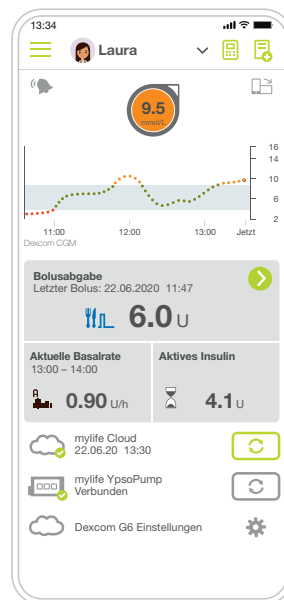 13:34
Laura
9.5
mmol/L
16
14
10
6
2
11:00 12:00 13:00 Jetzt
Dexcom CGM
Bolusabgabe
Letzter Bolus: 22.06.2020 11:47
6.0 U
Aktuelle Basalrate
13:00 – 14:00
A
0.90 U/h
Aktives Insulin
4.1 U
mylife Cloud
22.06.20 13:30
mylife YpsoPump
Verbunden
Dexcom G6 Einstellungen